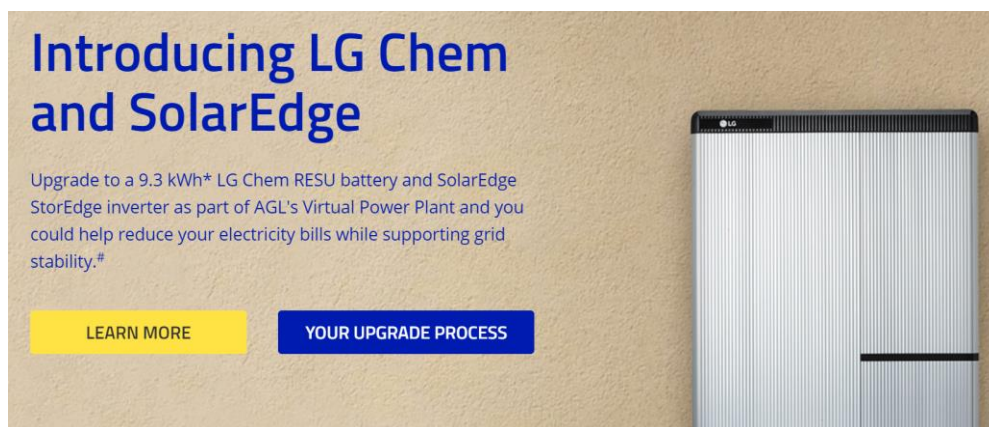 Introducing LG Chem
and SolarEdge
Upgrade to a 9.3 kWh* LG Chem RESU battery and SolarEdge
StorEdge inverter as part of AGL's Virtual Power Plant and you
could help reduce your electricity bills while supporting grid
stability.#
LEARN MORE
YOUR UPGRADE PROCESS
LG